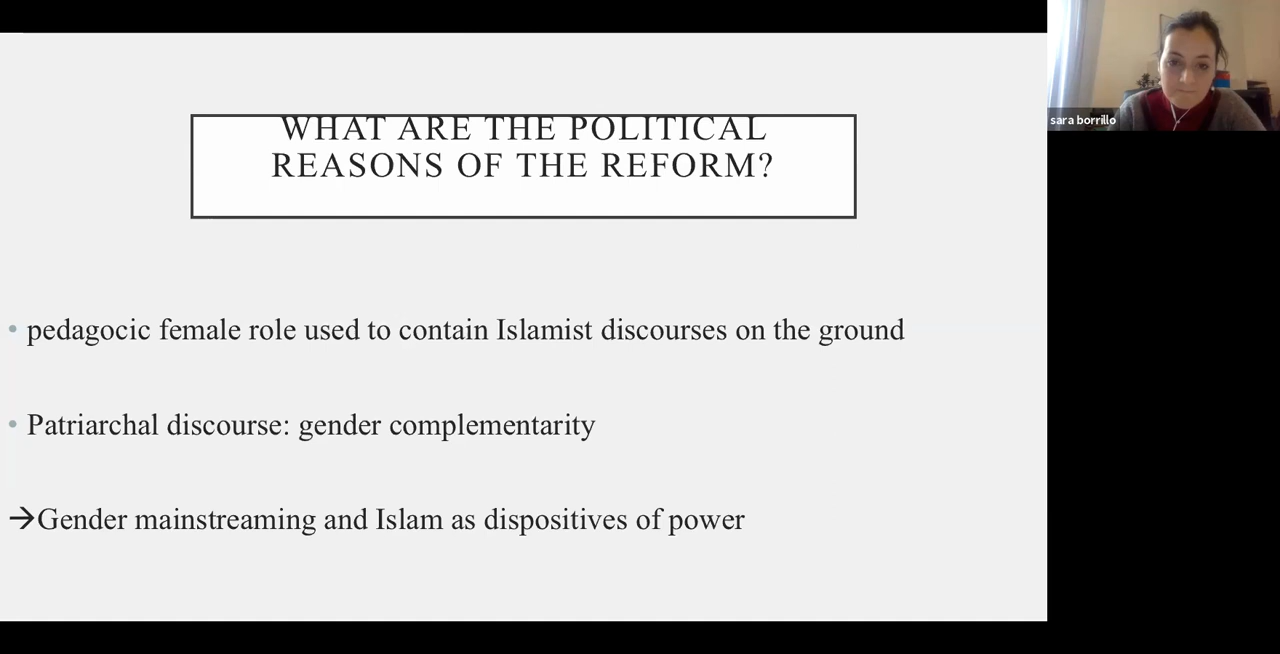 WHAT ARE THE POLITICAL
REASONS OF THE REFORM?
sara borrillo
• pedagocic female role used to contain Islamist discourses on the ground
• Patriarchal discourse: gender complementarity
→Gender mainstreaming and Islam as dispositives of power